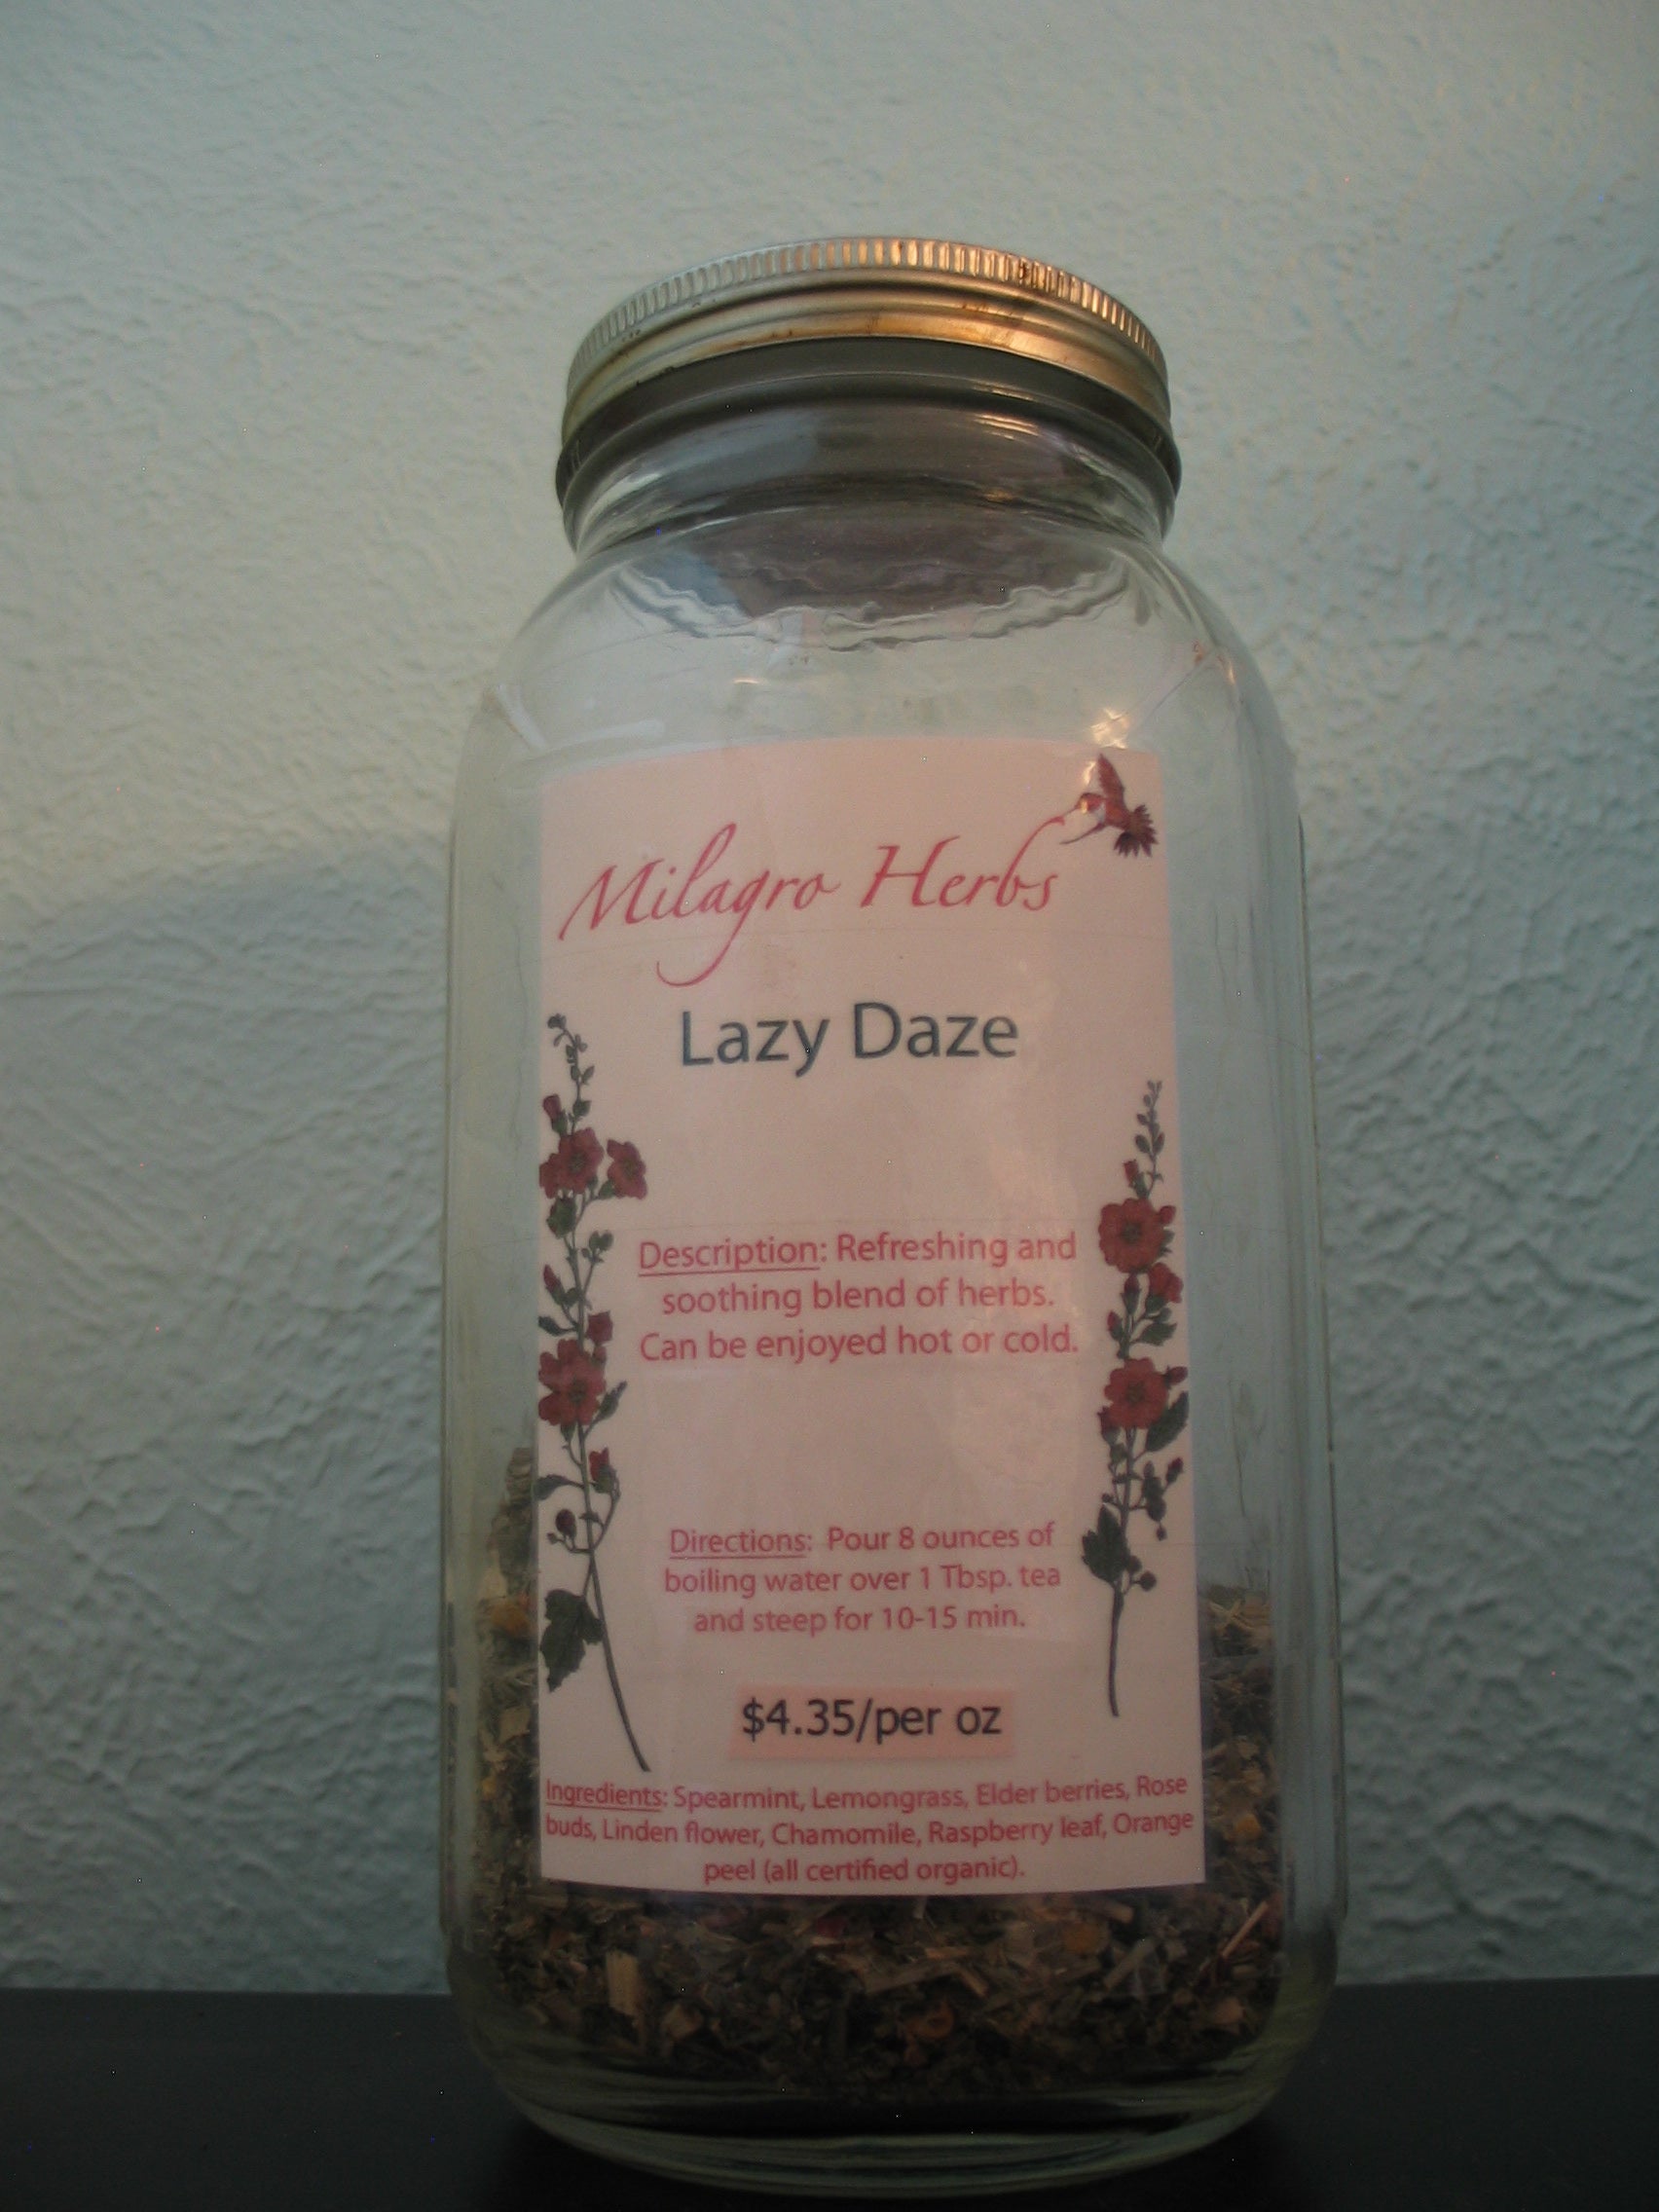 Milagro Herbs
Lazy Daze
Description: Refreshing and
soothing blend of herbs.
Can be enjoyed hot or cold.
Directions: Pour 8 ounces of
boiling water over 1 Tbsp. tea
and steep for 10-15 min.
$4.35/per oz
Ingredients: Spearmint, Lemongrass, Elder berries, Rose
buds, Linden flower, Chamomile, Raspberry leaf, Orange
peel (all certified organic).